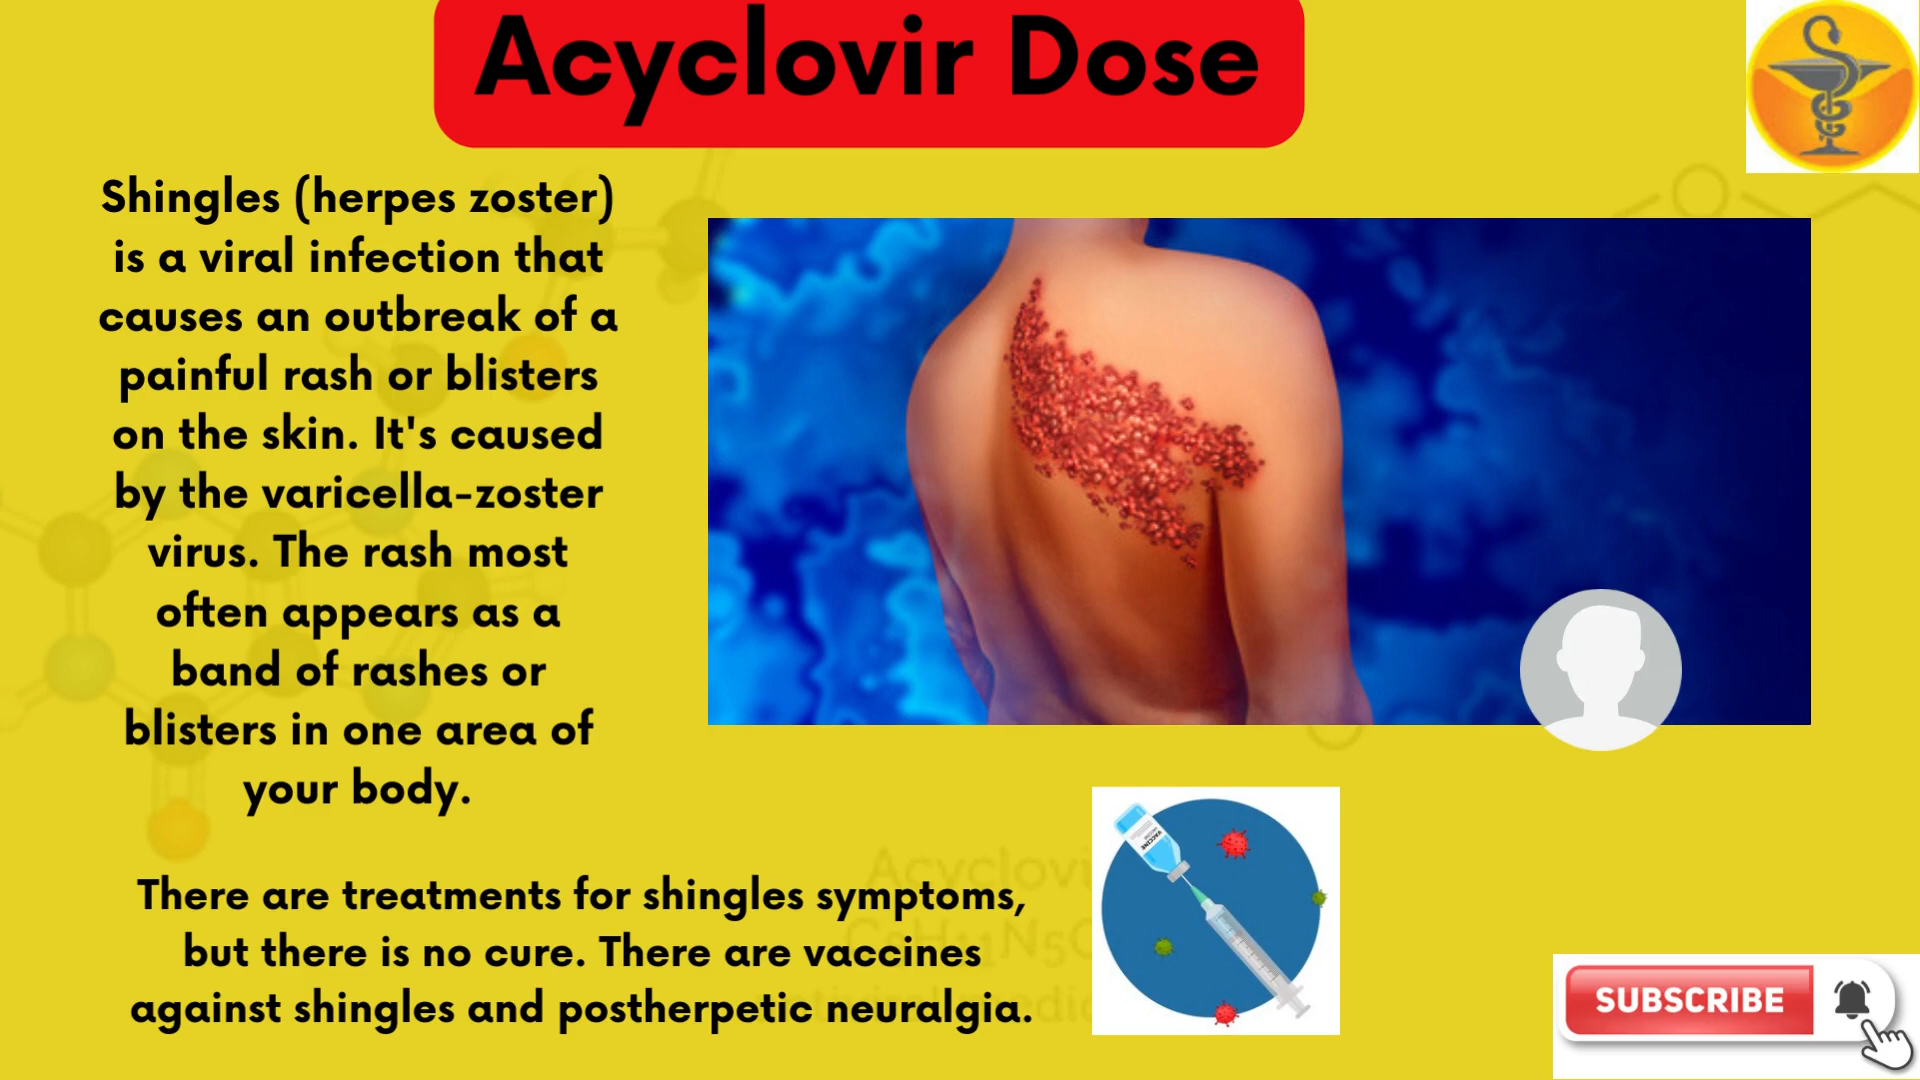 Acyclovir Dose
Shingles (herpes zoster)
is a viral infection that
causes an outbreak of a
painful rash or blisters
on the skin. It's caused
by the varicella-zoster
virus. The rash most
often appears as a
band of rashes or
blisters in one area of
your body.
There are treatments for shingles symptoms,
but there is no cure. There are vaccines
against shingles and postherpetic neuralgia.
VACCINE
SUBSCRIBE